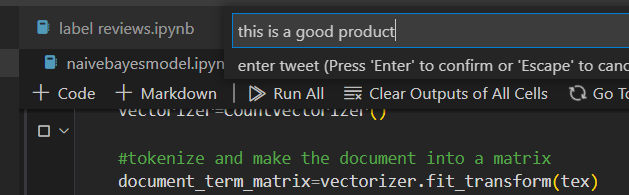 label reviews.ipynb
this is a good product
naivebayesmodel.ipyn
enter tweet (Press 'Enter' to confirm or 'Escape' to canc
+ Code + Markdown Run All Clear Outputs of All Cells Go To
vectorizer=CountVectorizer()
#tokenize and make the document into a matrix
document_term_matrix=vectorizer.fit_transform(tex)